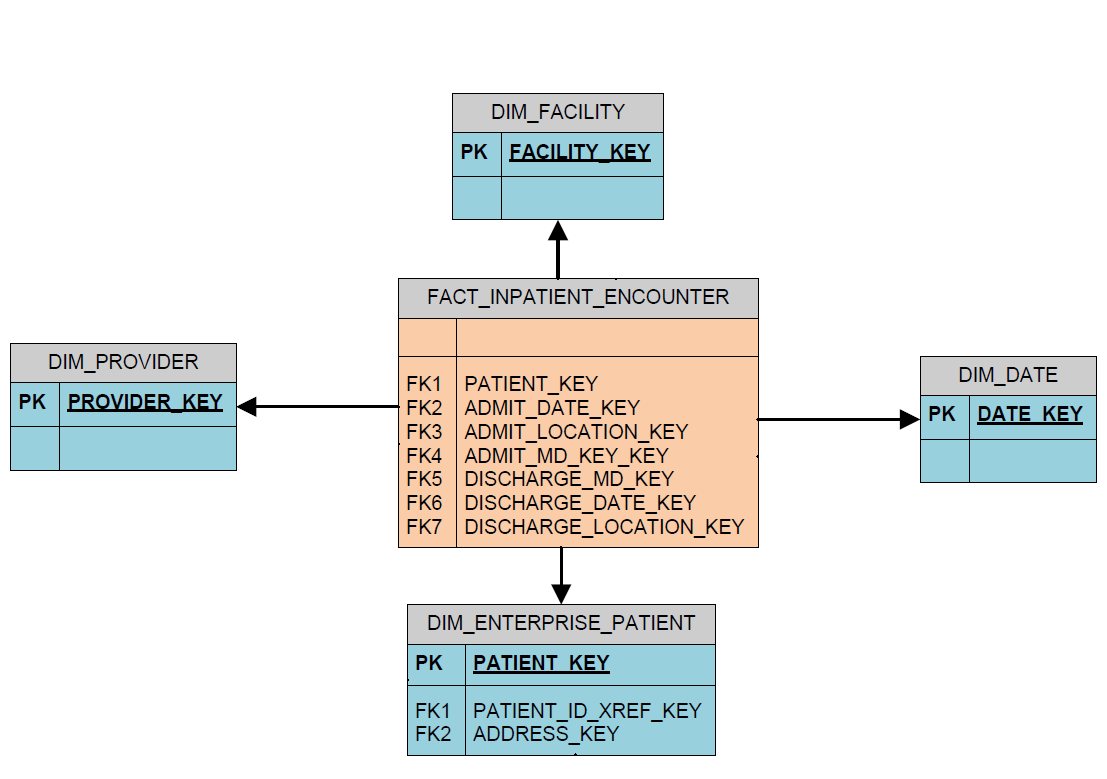 DIM_FACILITY
PK FACILITY_KEY
FACT_INPATIENT_ENCOUNTER
FK1 PATIENT_KEY
FK2 ADMIT_DATE_KEY
FK3 ADMIT_LOCATION_KEY
FK4 ADMIT_MD_KEY_KEY
FK5 DISCHARGE_MD_KEY
FK6 DISCHARGE_DATE_KEY
FK7 DISCHARGE_LOCATION_KEY
DIM_PROVIDER
PK PROVIDER_KEY
DIM_DATE
PK DATE_KEY
DIM_ENTERPRISE_PATIENT
PK PATIENT_KEY
FK1 PATIENT_ID_XREF_KEY
FK2 ADDRESS_KEY